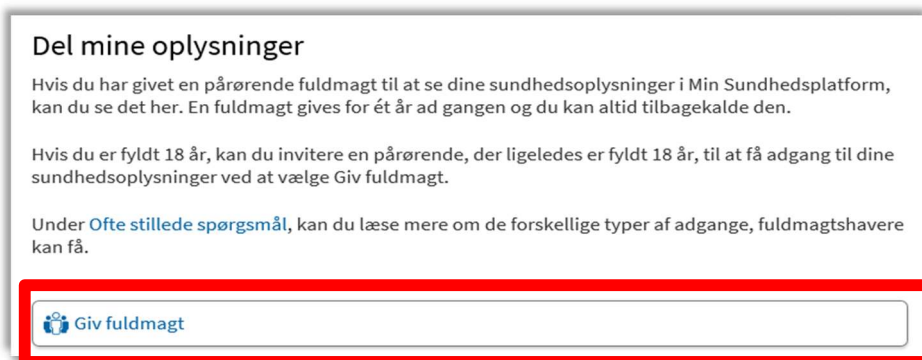 Del mine oplysninger
Hvis du har givet en pårørende fuldmagt til at se dine sundhedsoplysninger i Min Sundhedsplatform,
kan du se det her. En fuldmagt gives for ét år ad gangen og du kan altid tilbagekalde den.
Hvis du er fyldt 18 år, kan du invitere en pårørende, der ligeledes er fyldt 18 år, til at få adgang til dine
sundhedsoplysninger ved at vælge Giv fuldmagt.
Under Ofte stillede spørgsmål, kan du læse mere om de forskellige typer af adgange, fuldmagtshavere
kan få.
Giv fuldmagt